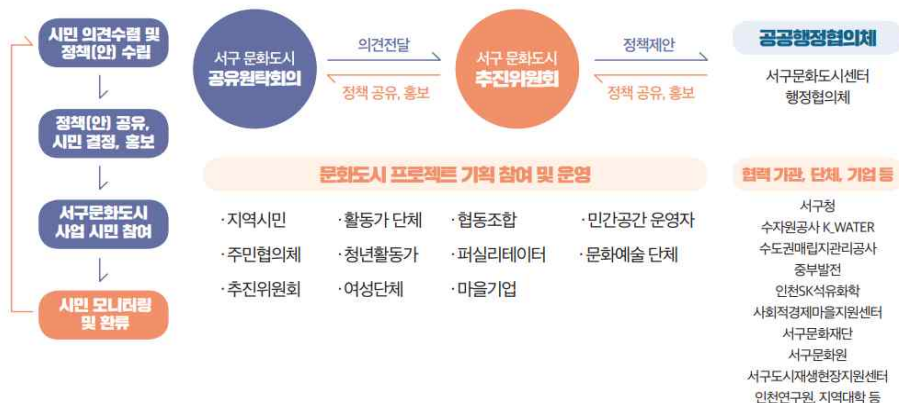 시민 의견수렴 및
정책(안) 수립
정책(안) 공유,
시민 결정, 홍보
서구문화도시
사업 시민 참여
시민 모니터링
및 환류
서구 문화도시
공유원탁회의
의견전달
정책 공유, 홍보
서구 문화도시
추진위원회
정책제안
정책 공유, 홍보
공공행정협의체
서구문화도시센터
행정협의체
문화도시 프로젝트 기획 참여 및 운영
· 지역시민
· 활동가 단체
· 협동조합
· 민간공간 운영자
· 주민협의체
· 청년활동가
· 퍼실리테이터
· 문화예술 단체
· 추진위원회
· 여성단체
· 마을기업
협력 기관, 단체, 기업 등
서구청
수자원공사 K_WATER
수도권매립지관리공사
중부발전
인천SK석유화학
사회적경제마을지원센터
서구문화재단
서구문화원
서구도시재생현장지원센터
인천연구원, 지역대학 등